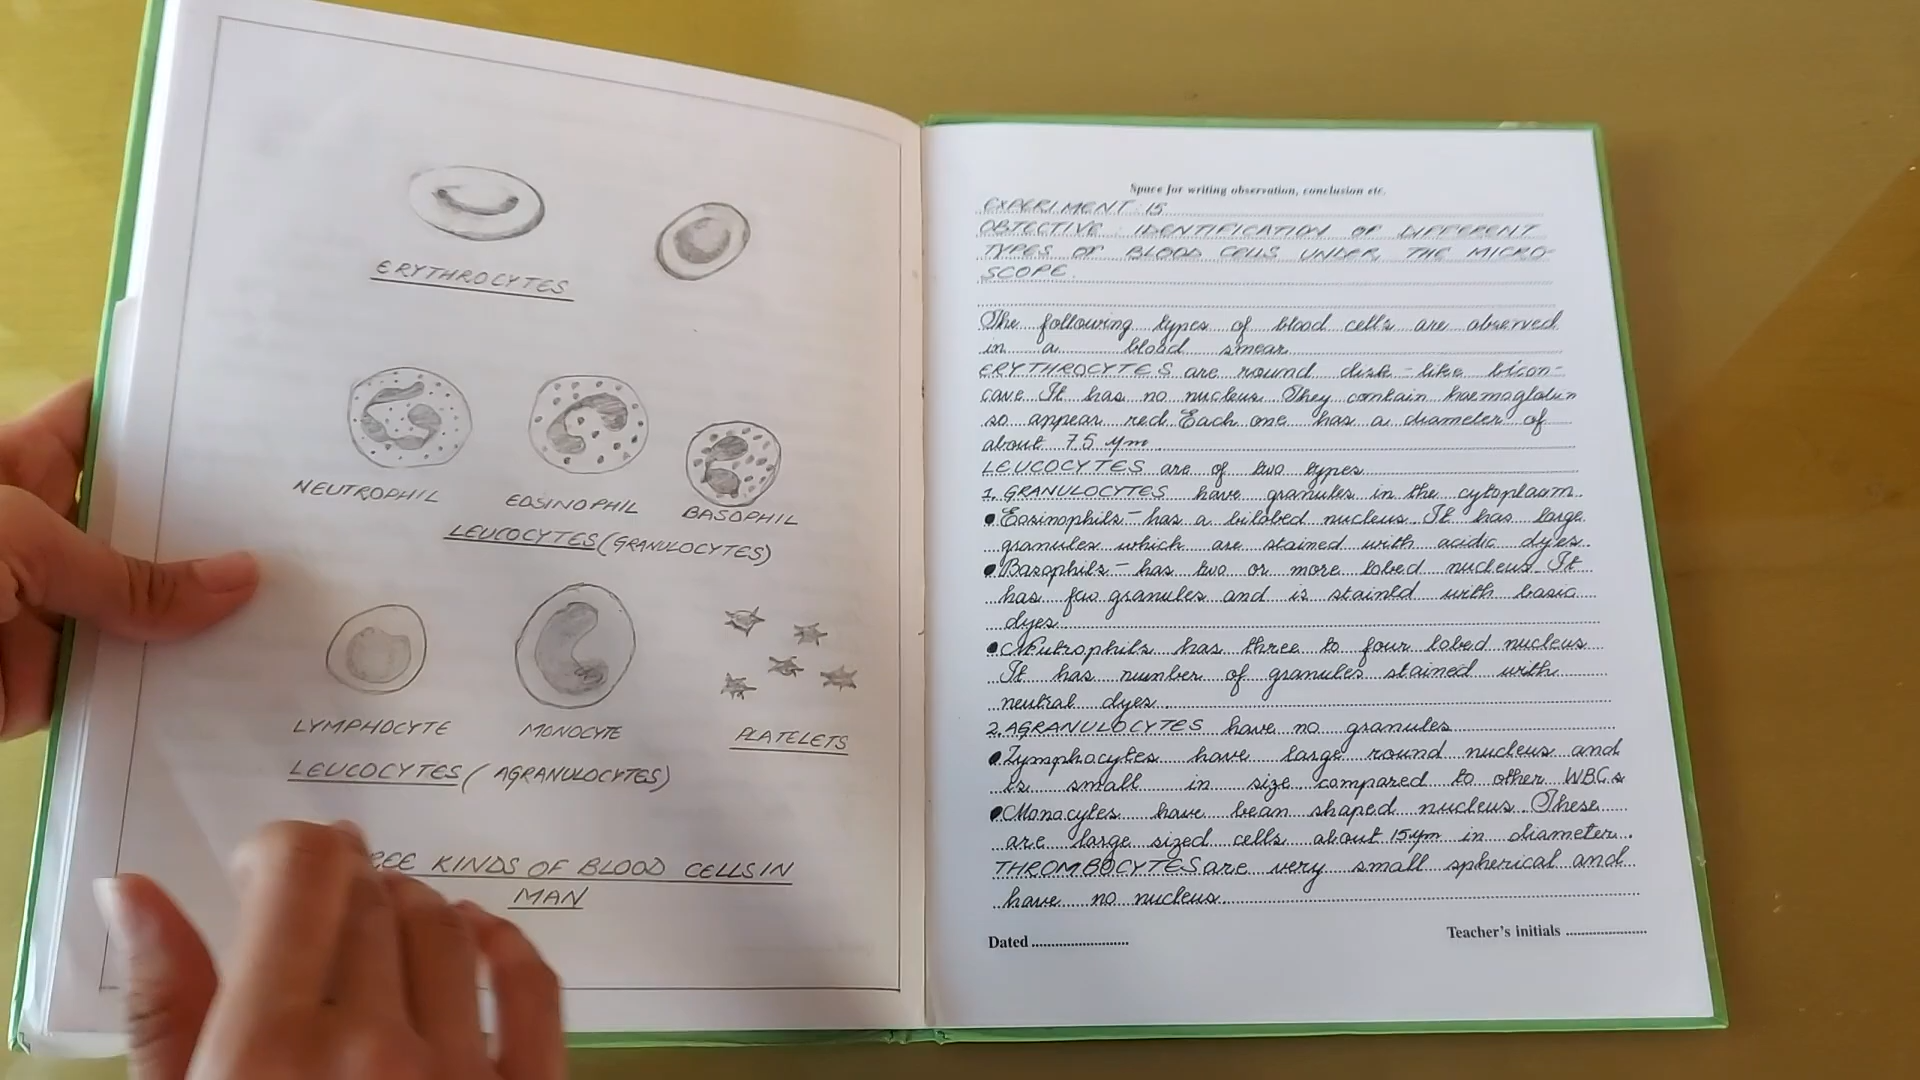 ERYTHROCYTES
NEUTROPHIL
EOSINOPHIL
BASOPHIL
LEUCOCYTES (GRANULOCYTES)
LYMPHOCYTE
MONOCYTE
PLATELETS
LEUCOCYTES ( AGRANULOCYTES)
KINDS OF BLOOD CELLS IN
MAN
Space for writing observation, conclusion etc.
EXPERIMENT : 15
OBJECTIVE : IDENTIFICATION OF DIFFERENT
TYPES OF BLOOD CELLS UNDER THE MICRO-
SCOPE.
The following types of blood cells are observed
in a blood smear
ERYTHROCYTES are round disk - like bicon-
cave. It has no nucleus. They contain haemoglobin
so appear red. Each one has a diameter of
about 7.5 µm.
LEUCOCYTES are of two types
1. GRANULOCYTES have granules in the cytoplasm.
• Eosinophils - has a bilobed nucleus. It has large
granules which are stained with acidic dyes.
• Basophils - has two or more lobed nucleus. It
has few granules and is stained with basic
dyes
• Neutrophils has three to four lobed nucleus
It has number of granules stained with
neutral dyes.
2. AGRANULOCYTES have no granules
• Lymphocytes have large round nucleus and
is small in size compared to other WBCs
• Monocytes have bean shaped nucleus. These
are large sized cells about 15 µm in diameter.
THROMBOCYTES are very small spherical and
have no nucleus.
Dated ..........................
Teacher's initials ......................